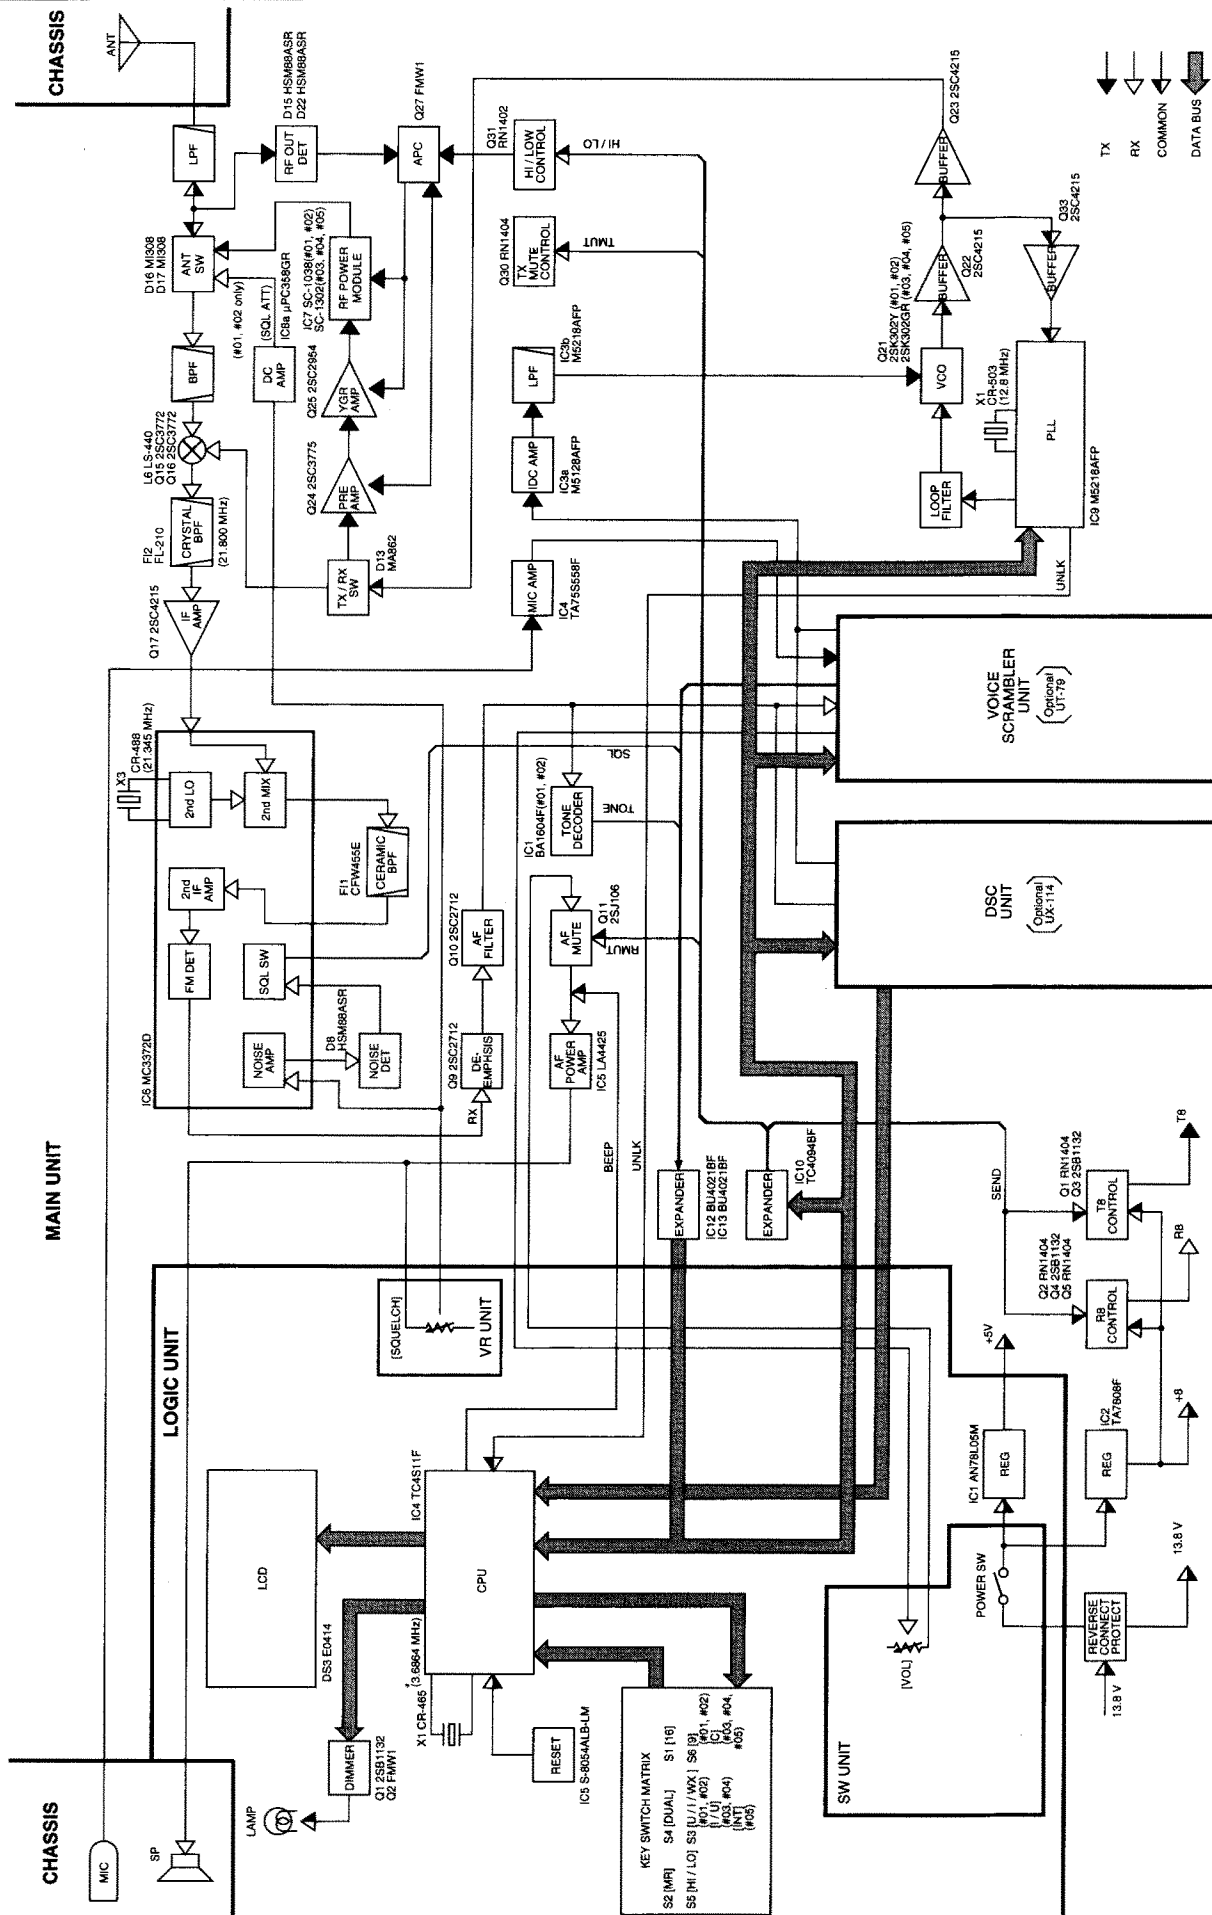 CHASSIS
MIC
SP
LAMP
DIMMER
Q1 2SB1132
Q2 FMW1
MAIN UNIT
LOGIC UNIT
LCD
DS3 E0414
IC4 TC4S11F
CPU
X1 CR-465 *
(3.6864 MHz)
RESET
IC5 S-8054ALB-LM
KEY SWITCH MATRIX
S2 [MR]
S4 [DUAL]
S1 [16]
S5 [HI / LO]
S3 [U / I / WX]
(#01, #02)
[I / U]
(#03, #04)
[INT]
(#05)
S6 [9]
(#01, #02)
[C]
(#03, #04,
#05)
[SQUELCH]
VR UNIT
SW UNIT
[VOL]
POWER SW
REVERSE
CONNECT
PROTECT
13.8 V
13.8 V
IC1 AN78L05M
REG
+5V
REG
IC2
TA7808F
+8
Q2 RN1404
Q4 2SB1132
Q5 RN1404
R8
CONTROL
R8
Q1 RN1404
Q3 2SB1132
T8
CONTROL
T8
SEND
EXPANDER
IC12 BU4021BF
IC13 BU4021BF
EXPANDER
IC10
TC4094BF
BEEP
UNLK
IC6 MC3372D
NOISE
AMP
D8
HSM88ASR
NOISE DET
SQL SW
FM DET
2nd
IF
AMP
FI1
CFW455E
CERAMIC
BPF
2nd LO
2nd MIX
X3
CR-488
(21.345 MHz)
RX
Q9 2SC2712
DE-
EMPHSIS
Q10 2SC2712
AF
FILTER
AF
POWER
AMP
IC5 LA4425
AF
MUTE
Q11
2SJ106
RMUT
IC1
BA1604F(#01, #02)
TONE
DECODER
TONE
SQL
DSC
UNIT
(Optional
UX-114)
VOICE
SCRAMBLER
UNIT
(Optional
UT-79)
Q17 2SC4215
IF
AMP
FI2
FL-210
CRYSTAL
BPF
(21.800 MHz)
L6 LS-440
Q15 2SC3772
Q16 2SC3772
BPF
D16 MI308
D17 MI308
ANT
SW
LPF
CHASSIS
ANT
D15 HSM88ASR
D22 HSM88ASR
RF OUT
DET
(#01, #02 only)
(SQL ATT)
IC8a µPC358GR
DC
AMP
TX / RX
SW
D13
MA862
Q24 2SC3775
PRE
AMP
Q25 2SC2954
YGR
AMP
IC7 SC-1038(#01, #02)
SC-1302(#03, #04, #05)
RF POWER
MODULE
APC
Q27 FMW1
Q31
RN1402
HI / LOW
CONTROL
HI / LO
Q30 RN1404
TX
MUTE
CONTROL
TMUT
MIC AMP
IC4
TA75S558F
IDC AMP
IC3a
M5128AFP
LPF
IC3b
M5218AFP
Q21
2SK302Y (#01, #02)
2SK302GR (#03, #04, #05)
VCO
LOOP
FILTER
BUFFER
Q22
2SC4215
BUFFER
Q23 2SC4215
BUFFER
Q33
2SC4215
X1
CR-503
(12.8 MHz)
PLL
IC9 M5218AFP
UNLK
TX
RX
COMMON
DATA BUS